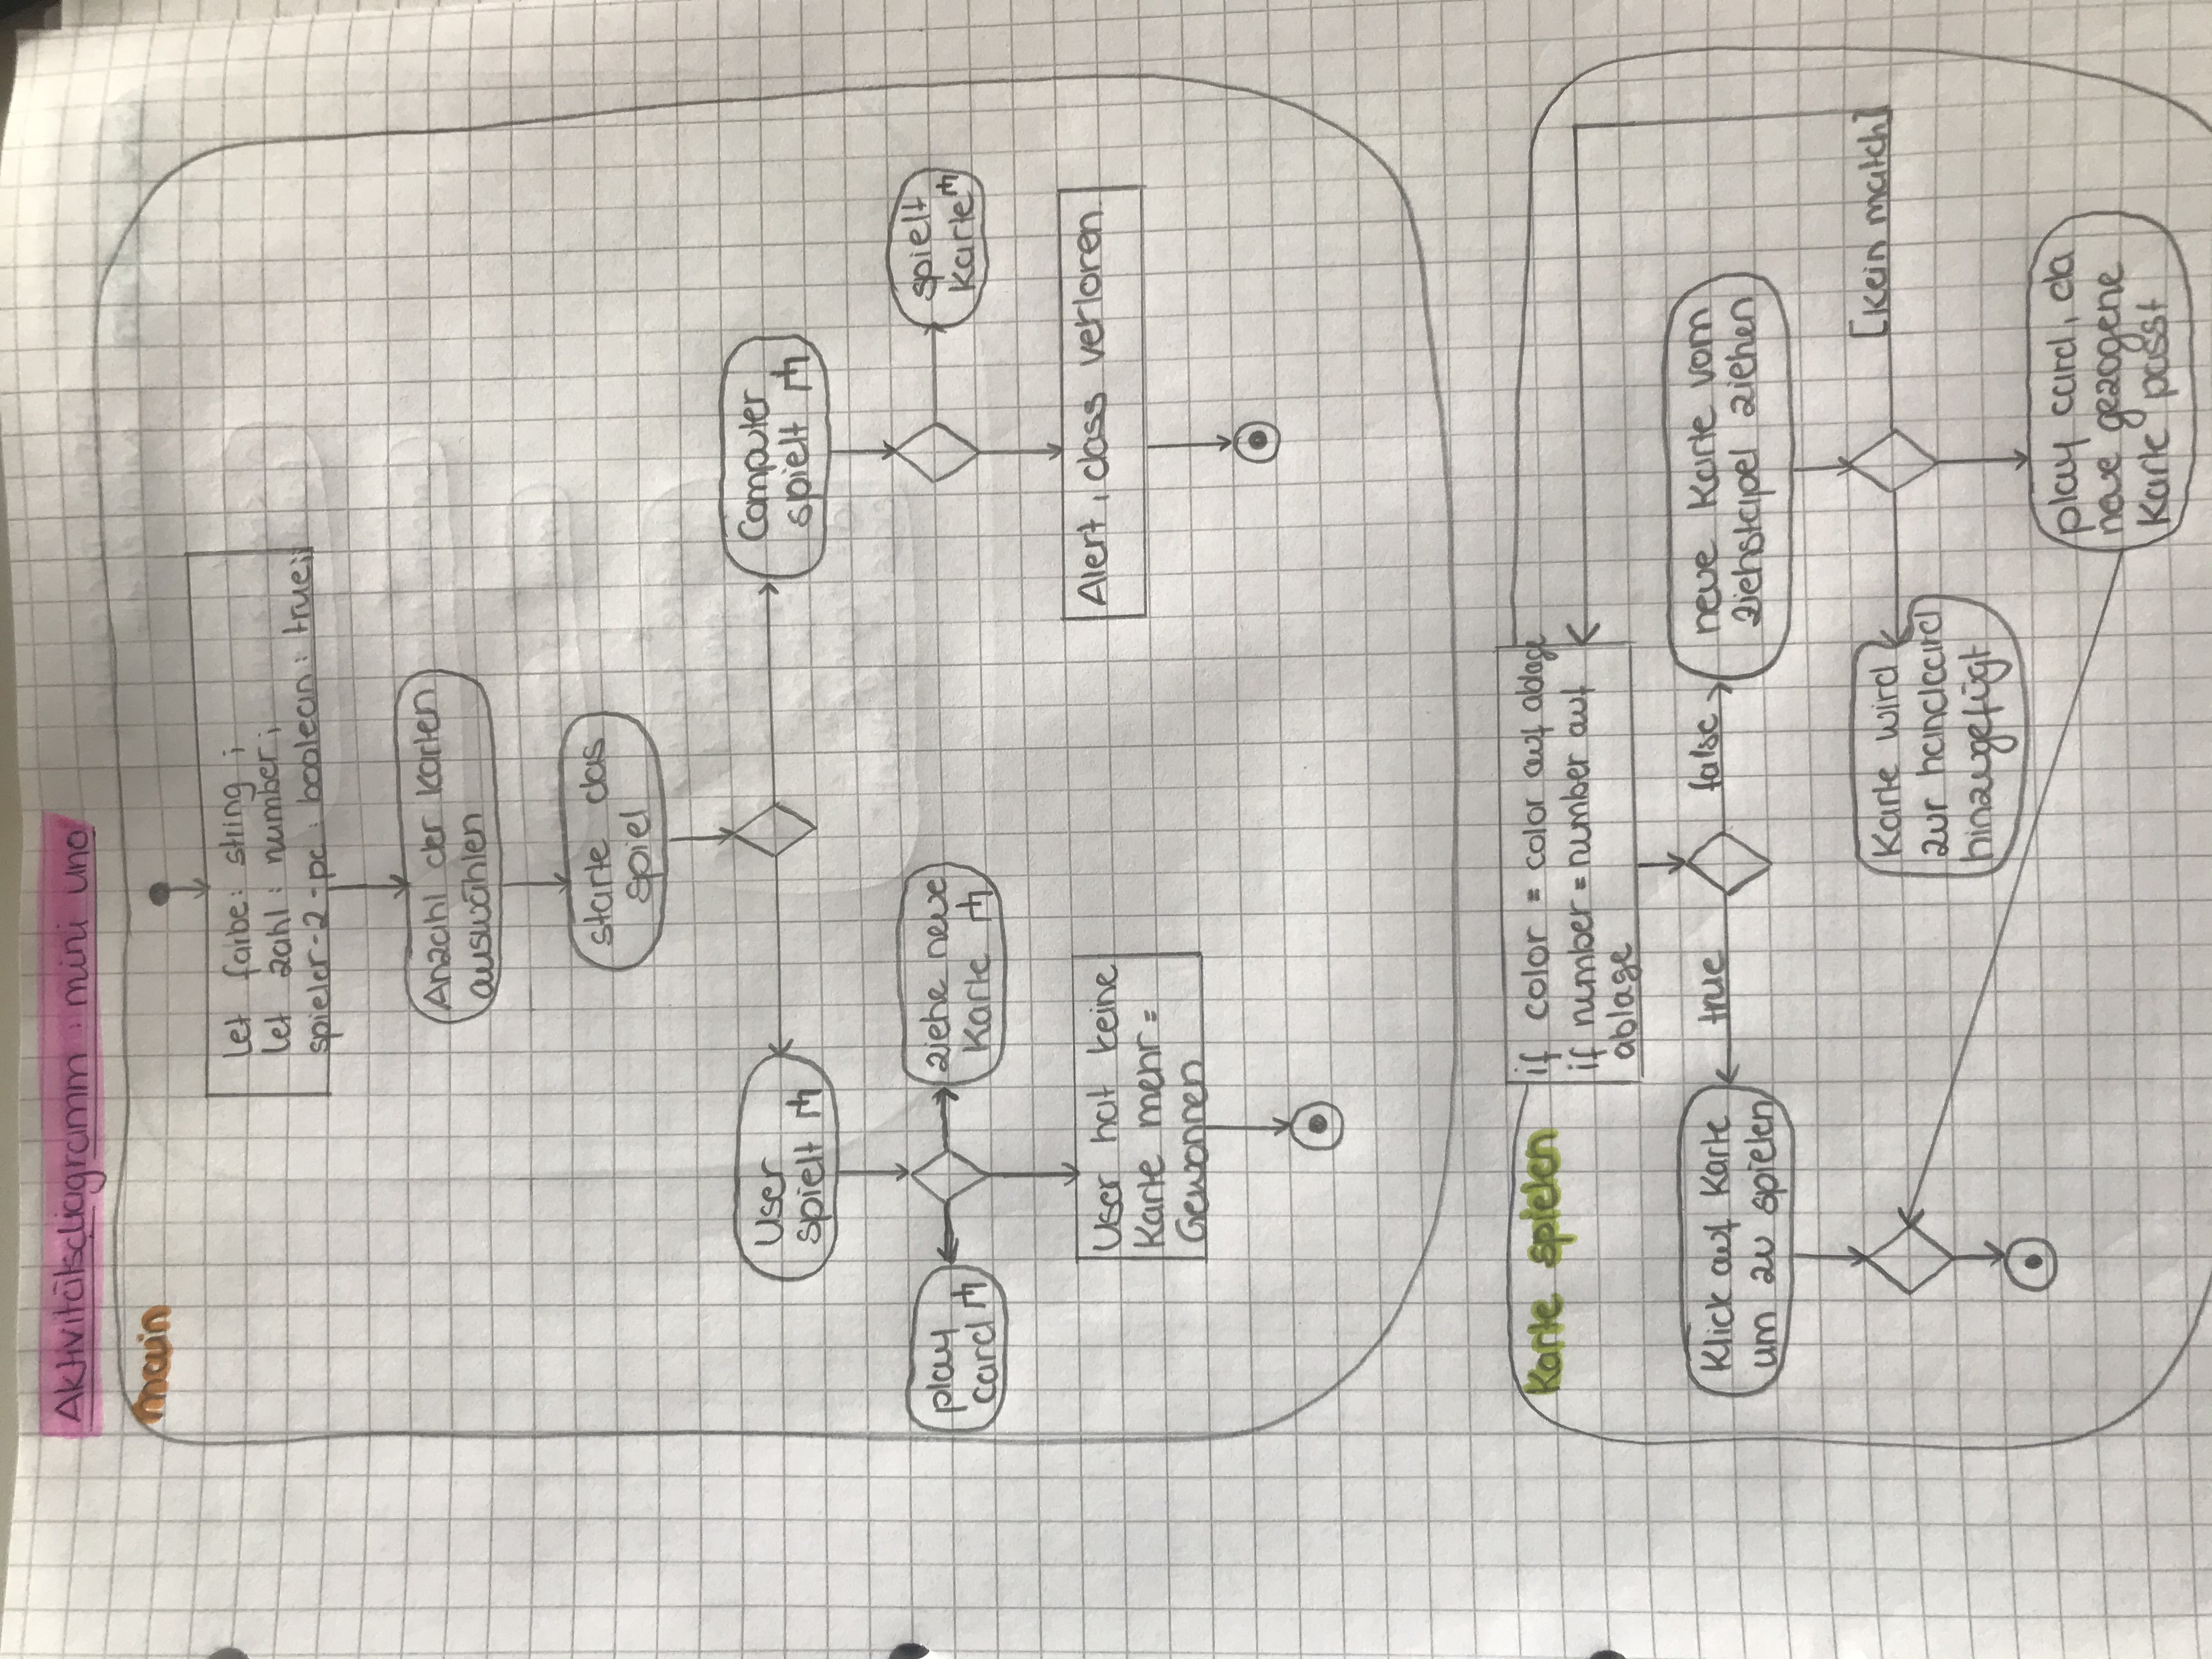 Aktivitätsdiagramm : mini uno
main
let farbe : string ;
let zahl : number ;
spieler-2-pc : boolean : true;
Anzahl der Karten
auswählen
starte das
spiel
User
spielt
Computer
spielt
play
card
ziehe neue
Karte
spielt
Karte
User hat keine
Karte mehr =
Gewonnen
Alert, dass verloren
Karte spielen
if color = color auf ablage
if number = number auf
ablage
Klick auf Karte
um zu spielen
true
false
neue Karte vom
ziehstapel ziehen
Karte wird
zur handcard
hinzugefügt
[Kein match]
play card, da
neue gezogene
Karte passt